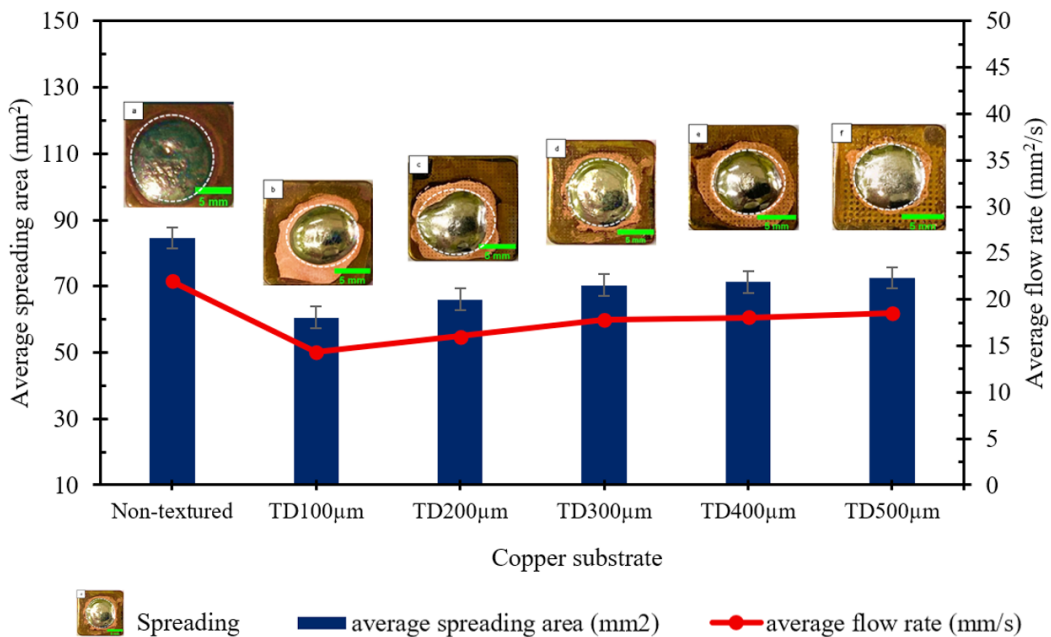 150
130
110
90
70
50
30
10
Average spreading area (mm²)
50
45
40
35
30
25
20
15
10
5
0
Average flow rate (mm²/s)
a
5 mm
b
5 mm
c
5 mm
d
5 mm
e
5 mm
f
5 mm
Non-textured
TD100µm
TD200µm
TD300µm
TD400µm
TD500µm
Copper substrate
Spreading
average spreading area (mm2)
average flow rate (mm/s)